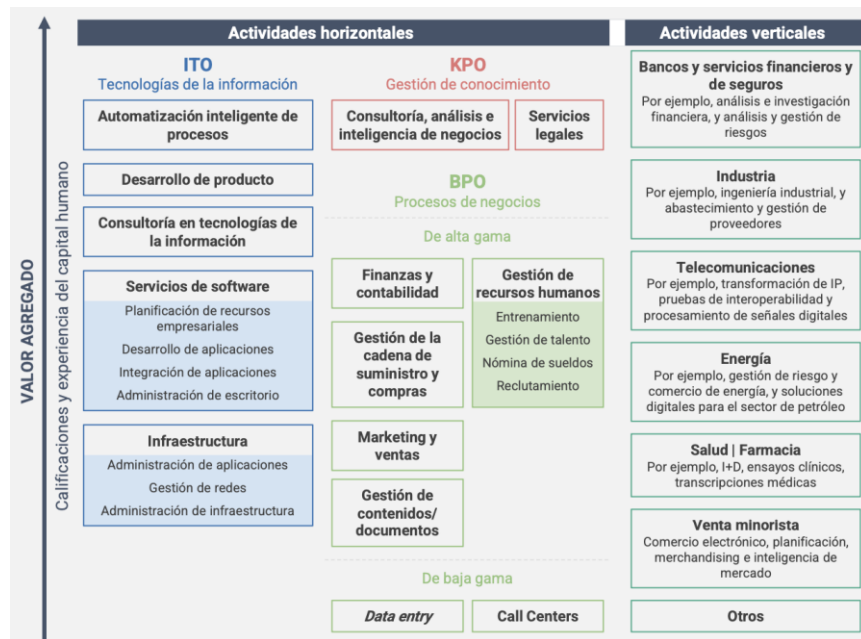 VALOR AGREGADO
Calificaciones y experiencia del capital humano
Actividades horizontales
ITO
Tecnologías de la información
Automatización inteligente de
procesos
Desarrollo de producto
Consultoría en tecnologías de
la información
Servicios de software
Planificación de recursos
empresariales
Desarrollo de aplicaciones
Integración de aplicaciones
Administración de escritorio
Infraestructura
Administración de aplicaciones
Gestión de redes
Administración de infraestructura
KPO
Gestión de conocimiento
Consultoría, análisis e
inteligencia de negocios
Servicios
legales
BPO
Procesos de negocios
De alta gama
Finanzas y
contabilidad
Gestión de la
cadena de
suministro y
compras
Marketing y
ventas
Gestión de
contenidos/
documentos
Gestión de
recursos humanos
Entrenamiento
Gestión de talento
Nómina de sueldos
Reclutamiento
De baja gama
Data entry
Call Centers
Actividades verticales
Bancos y servicios financieros y
de seguros
Por ejemplo, análisis e investigación
financiera, y análisis y gestión de
riesgos
Industria
Por ejemplo, ingeniería industrial, y
abastecimiento y gestión de
proveedores
Telecomunicaciones
Por ejemplo, transformación de IP,
pruebas de interoperabilidad y
procesamiento de señales digitales
Energía
Por ejemplo, gestión de riesgo y
comercio de energía, y soluciones
digitales para el sector de petróleo
Salud | Farmacia
Por ejemplo, I+D, ensayos clínicos,
transcripciones médicas
Venta minorista
Comercio electrónico, planificación,
merchandising e inteligencia de
mercado
Otros